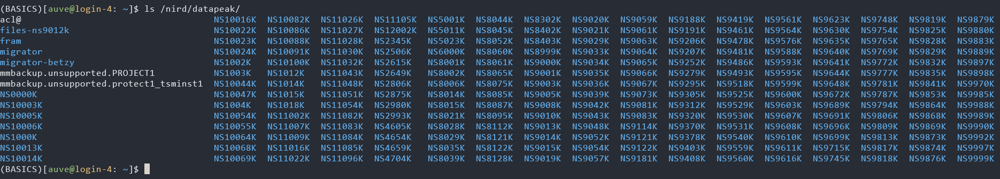 (BASICS)[auve@login-4: ~]$ ls /nird/datapeak/
acl@ NS10016K NS10082K NS11026K NS11105K NS5001K NS8044K NS8302K NS9020K NS9059K NS9188K NS9419K NS9561K NS9623K NS9748K NS9819K NS9879K
files-ns9012k NS10022K NS10086K NS11027K NS12002K NS5011K NS8045K NS8402K NS9021K NS9061K NS9191K NS9461K NS9564K NS9630K NS9754K NS9825K NS9880K
fram NS10023K NS10088K NS11028K NS2345K NS5023K NS8052K NS8403K NS9029K NS9063K NS9206K NS9478K NS9576K NS9635K NS9765K NS9828K NS9883K
migrator NS10024K NS10091K NS11030K NS2506K NS6000K NS8060K NS8999K NS9033K NS9064K NS9207K NS9481K NS9588K NS9640K NS9769K NS9829K NS9889K
migrator-betzy NS1002K NS10100K NS11032K NS2615K NS8001K NS8061K NS9000K NS9034K NS9065K NS9252K NS9486K NS9593K NS9641K NS9772K NS9832K NS9897K
mmbackup.unsupported.PROJECT1 NS1003K NS1012K NS11043K NS2649K NS8002K NS8065K NS9001K NS9035K NS9066K NS9279K NS9493K NS9595K NS9644K NS9777K NS9835K NS9898K
mmbackup.unsupported.protect1_tsminst1 NS10044K NS1014K NS11048K NS2806K NS8006K NS8075K NS9003K NS9036K NS9067K NS9295K NS9518K NS9599K NS9648K NS9781K NS9841K NS9970K
NS0000K NS10047K NS1015K NS11051K NS2875K NS8014K NS8085K NS9005K NS9039K NS9073K NS9305K NS9525K NS9600K NS9672K NS9787K NS9853K NS9985K
NS10003K NS1004K NS1018K NS11054K NS2980K NS8015K NS8087K NS9008K NS9042K NS9081K NS9312K NS9529K NS9603K NS9689K NS9794K NS9864K NS9988K
NS10005K NS10054K NS11002K NS11082K NS2993K NS8021K NS8095K NS9010K NS9043K NS9083K NS9320K NS9530K NS9607K NS9691K NS9806K NS9868K NS9989K
NS10006K NS10055K NS11007K NS11083K NS4605K NS8028K NS8112K NS9013K NS9048K NS9114K NS9370K NS9531K NS9608K NS9696K NS9809K NS9869K NS9990K
NS1000K NS10064K NS11009K NS11084K NS4654K NS8029K NS8121K NS9014K NS9052K NS9121K NS9378K NS9540K NS9610K NS9699K NS9813K NS9873K NS9992K
NS10013K NS10068K NS11016K NS11085K NS4659K NS8035K NS8122K NS9015K NS9054K NS9122K NS9403K NS9559K NS9611K NS9715K NS9817K NS9874K NS9997K
NS10014K NS10069K NS11022K NS11096K NS4704K NS8039K NS8128K NS9019K NS9057K NS9181K NS9408K NS9560K NS9616K NS9745K NS9818K NS9876K NS9999K
(BASICS)[auve@login-4: ~]$